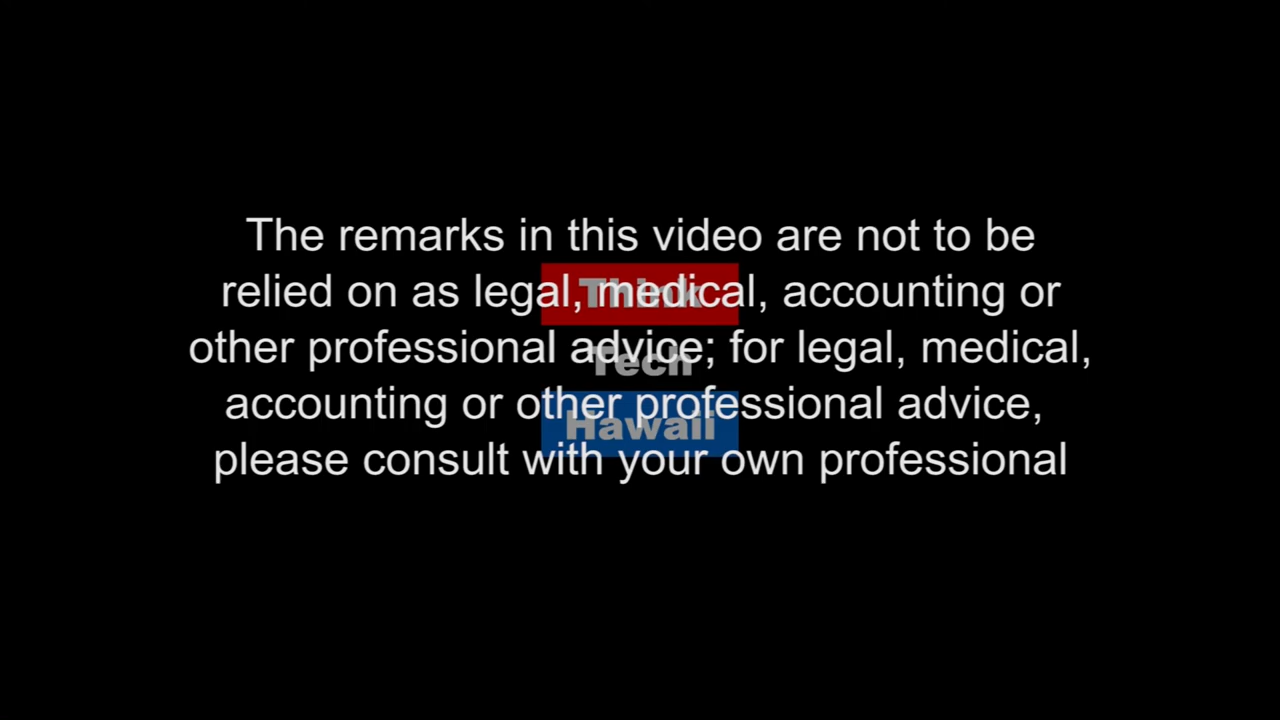 The remarks in this video are not to be
relied on as legal, medical, accounting or
other professional advice; for legal, medical,
accounting or other professional advice,
please consult with your own professional
Think
Tech
Hawaii